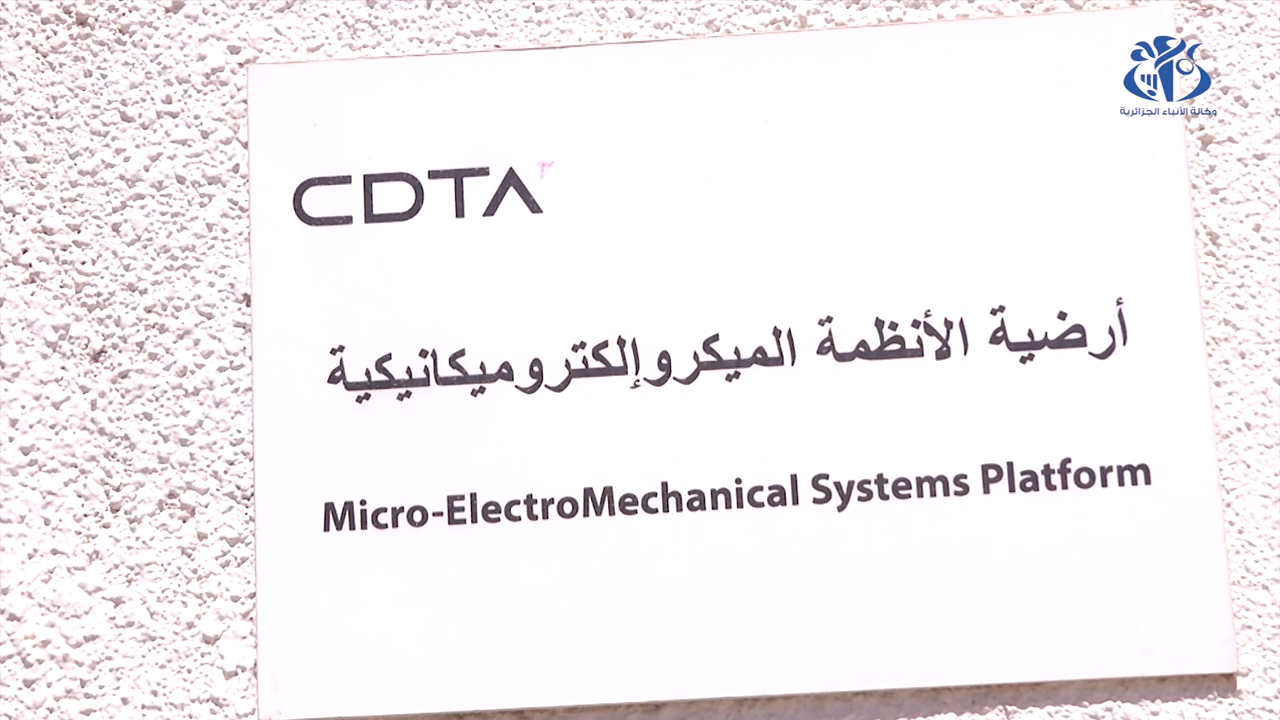 وكالة الأنباء الجزائرية
CDTA
أرضية الأنظمة الميكروإلكتروميكانيكية
Micro-ElectroMechanical Systems Platform